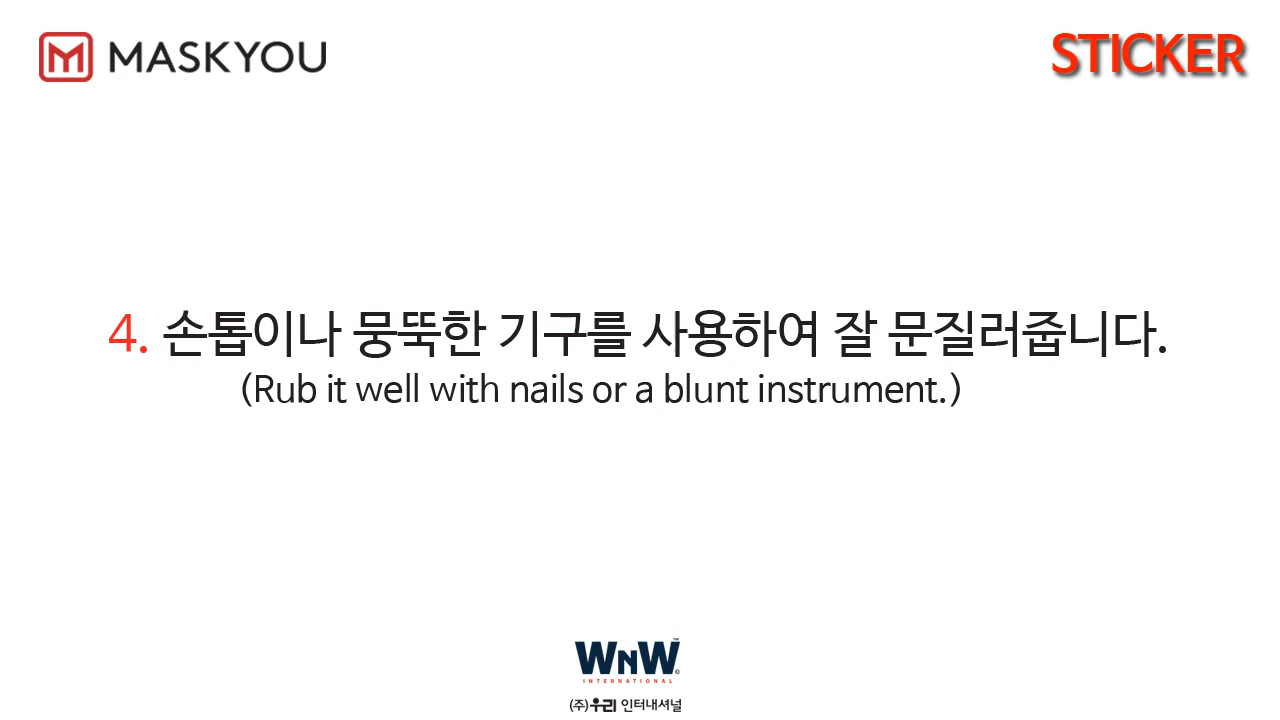 MASKYOU
STICKER
4. 손톱이나 뭉뚝한 기구를 사용하여 잘 문질러줍니다.
(Rub it well with nails or a blunt instrument.)
WNW™
INTERNATIONAL
(주)우리 인터내셔널